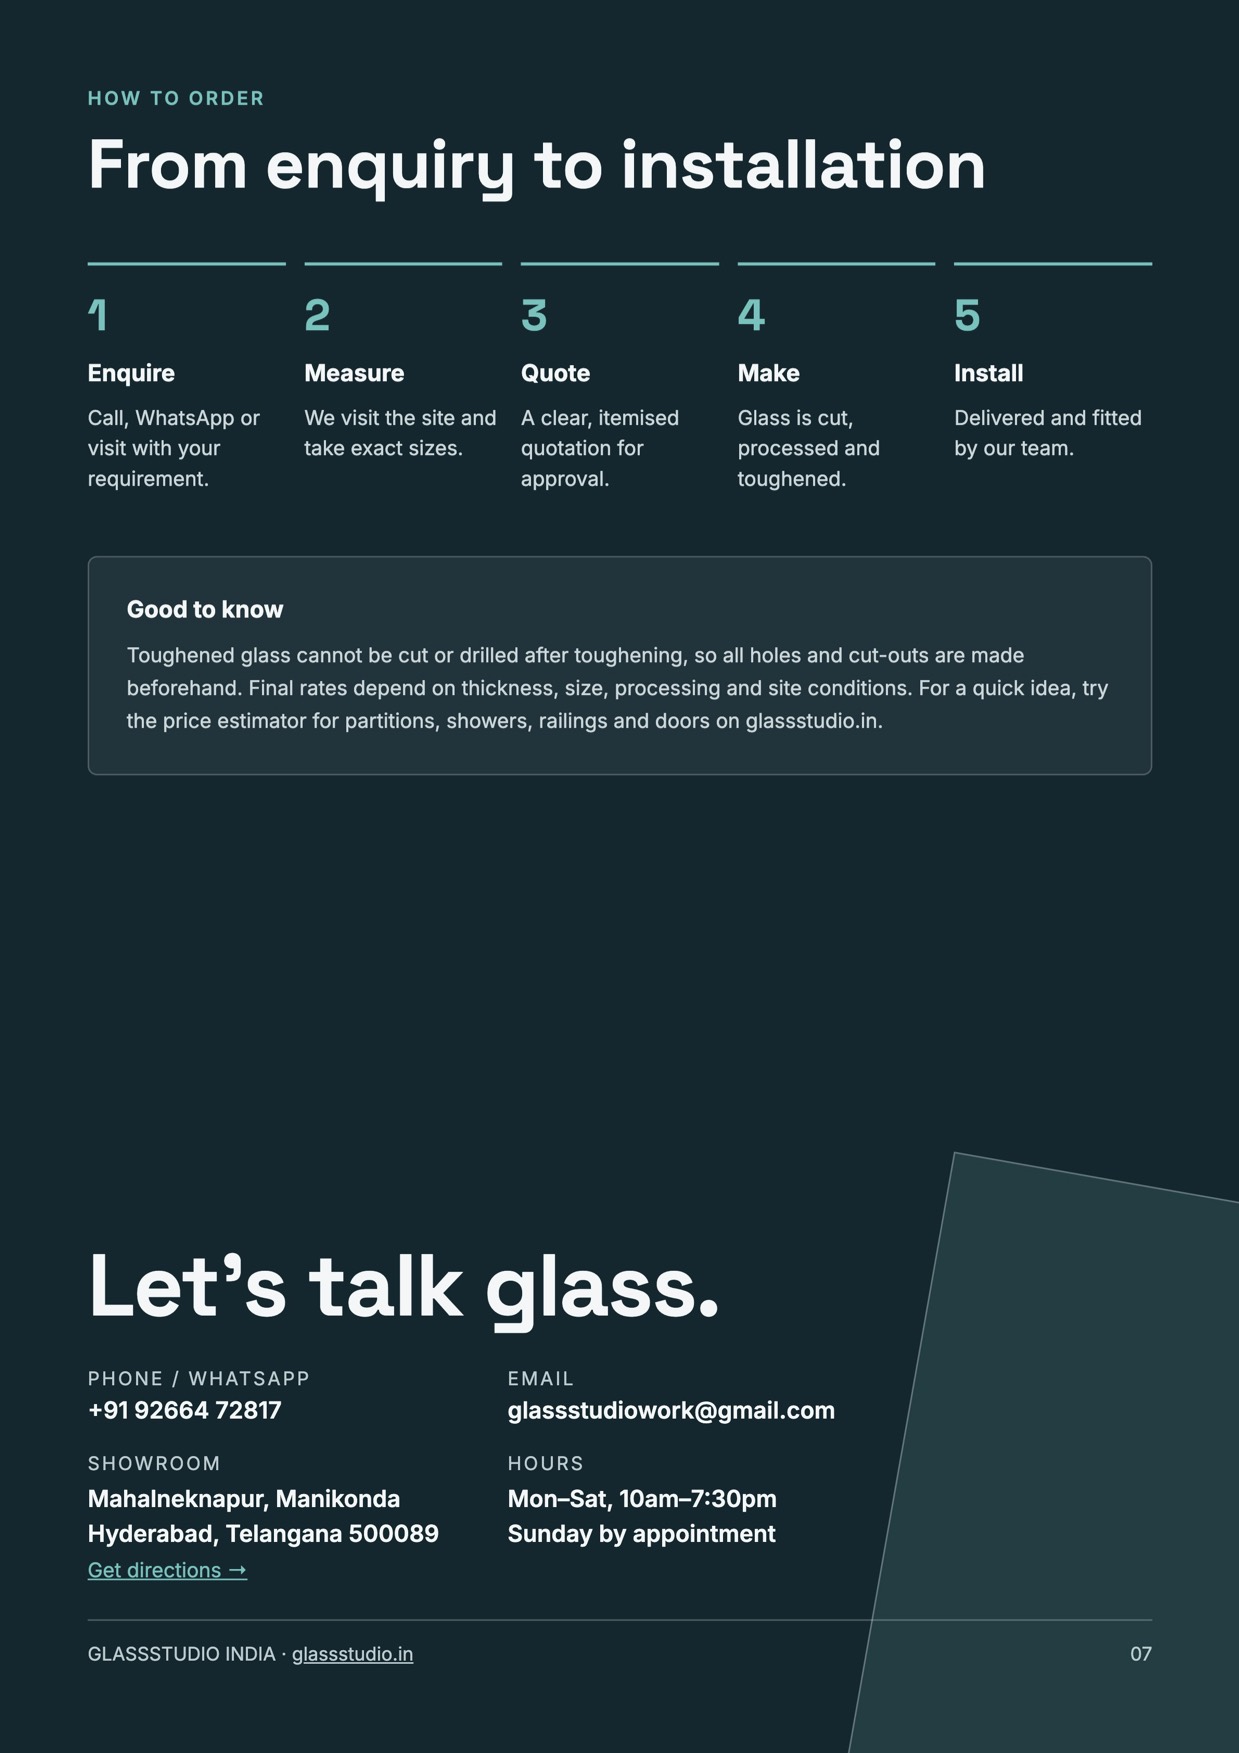 HOW TO ORDER
From enquiry to installation
1
Enquire
Call, WhatsApp or
visit with your
requirement.
2
Measure
We visit the site and
take exact sizes.
3
Quote
A clear, itemised
quotation for
approval.
4
Make
Glass is cut,
processed and
toughened.
5
Install
Delivered and fitted
by our team.
Good to know
Toughened glass cannot be cut or drilled after toughening, so all holes and cut-outs are made
beforehand. Final rates depend on thickness, size, processing and site conditions. For a quick idea, try
the price estimator for partitions, showers, railings and doors on glassstudio.in.
Let’s talk glass.
PHONE / WHATSAPP
+91 92664 72817
EMAIL
glassstudiowork@gmail.com
SHOWROOM
Mahalneknapur, Manikonda
Hyderabad, Telangana 500089
Get directions →
HOURS
Mon–Sat, 10am–7:30pm
Sunday by appointment
GLASSSTUDIO INDIA · glassstudio.in
07